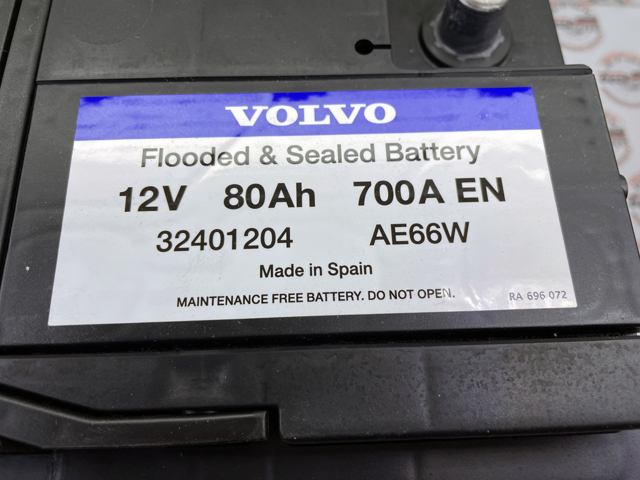 VOLVO
Flooded & Sealed Battery
12V 80Ah 700A EN
32401204 AE66W
Made in Spain
MAINTENANCE FREE BATTERY. DO NOT OPEN. RA 696 072